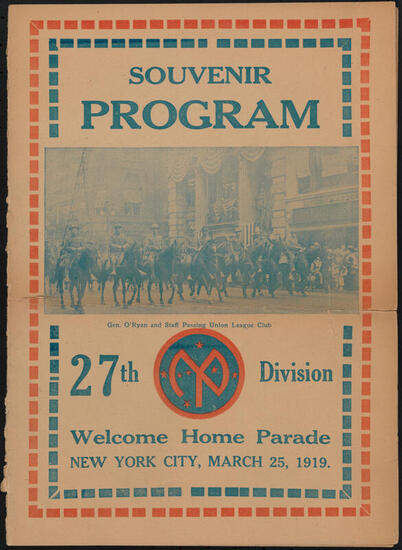 SOUVENIR
PROGRAM
Gen. O'Ryan and Staff Passing Union League Club
27th NY Division
Welcome Home Parade
NEW YORK CITY, MARCH 25, 1919.